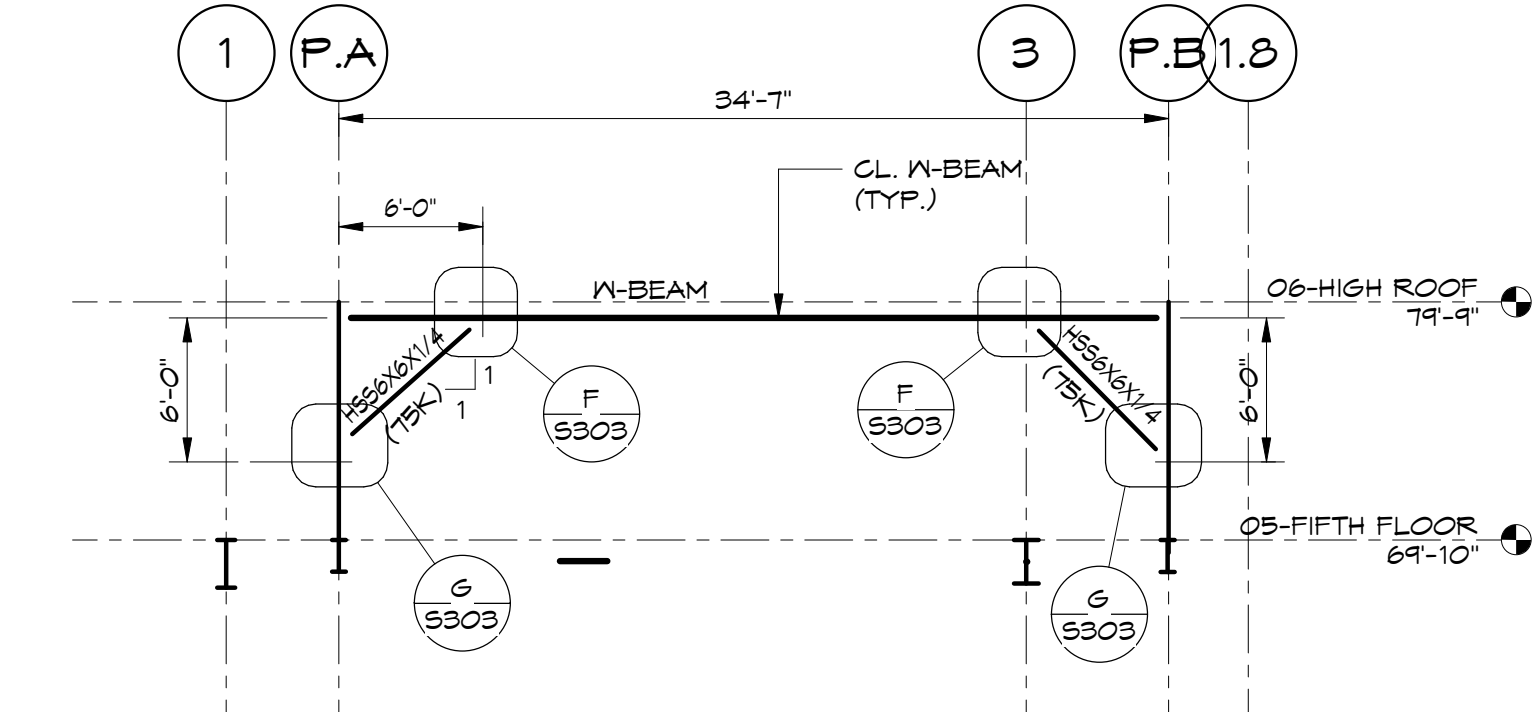 1
P.A
3
P.B
1.8
34'-7"
CL. W-BEAM
(TYP.)
6'-0"
W-BEAM
06-HIGH ROOF
79'-9"
6'-0"
HSS6X6X1/4
(75K)
1
1
F
S303
F
S303
HSS6X6X1/4
(75K)
6'-0"
05-FIFTH FLOOR
69'-10"
G
S303
G
S303